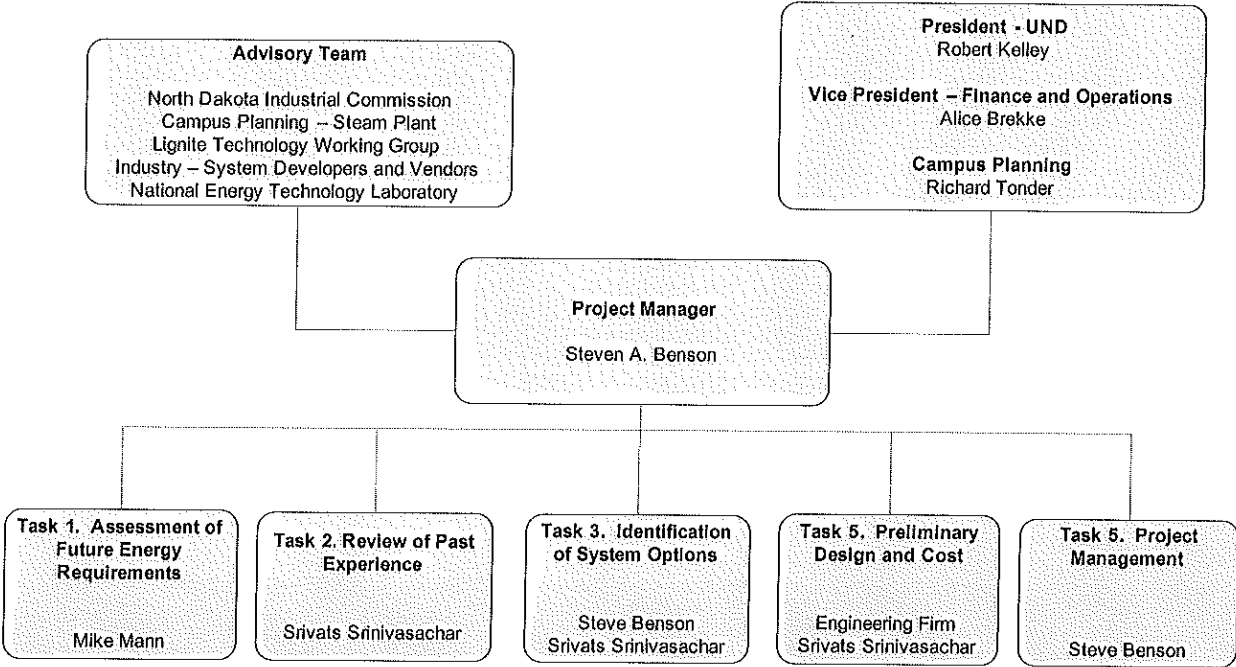 Advisory Team
North Dakota Industrial Commission
Campus Planning – Steam Plant
Lignite Technology Working Group
Industry – System Developers and Vendors
National Energy Technology Laboratory
President - UND
Robert Kelley
Vice President – Finance and Operations
Alice Brekke
Campus Planning
Richard Tonder
Project Manager
Steven A. Benson
Task 1. Assessment of
Future Energy
Requirements
Mike Mann
Task 2. Review of Past
Experience
Srivats Srinivasachar
Task 3. Identification
of System Options
Steve Benson
Srivats Srinivasachar
Task 5. Preliminary
Design and Cost
Engineering Firm
Srivats Srinivasachar
Task 5. Project
Management
Steve Benson